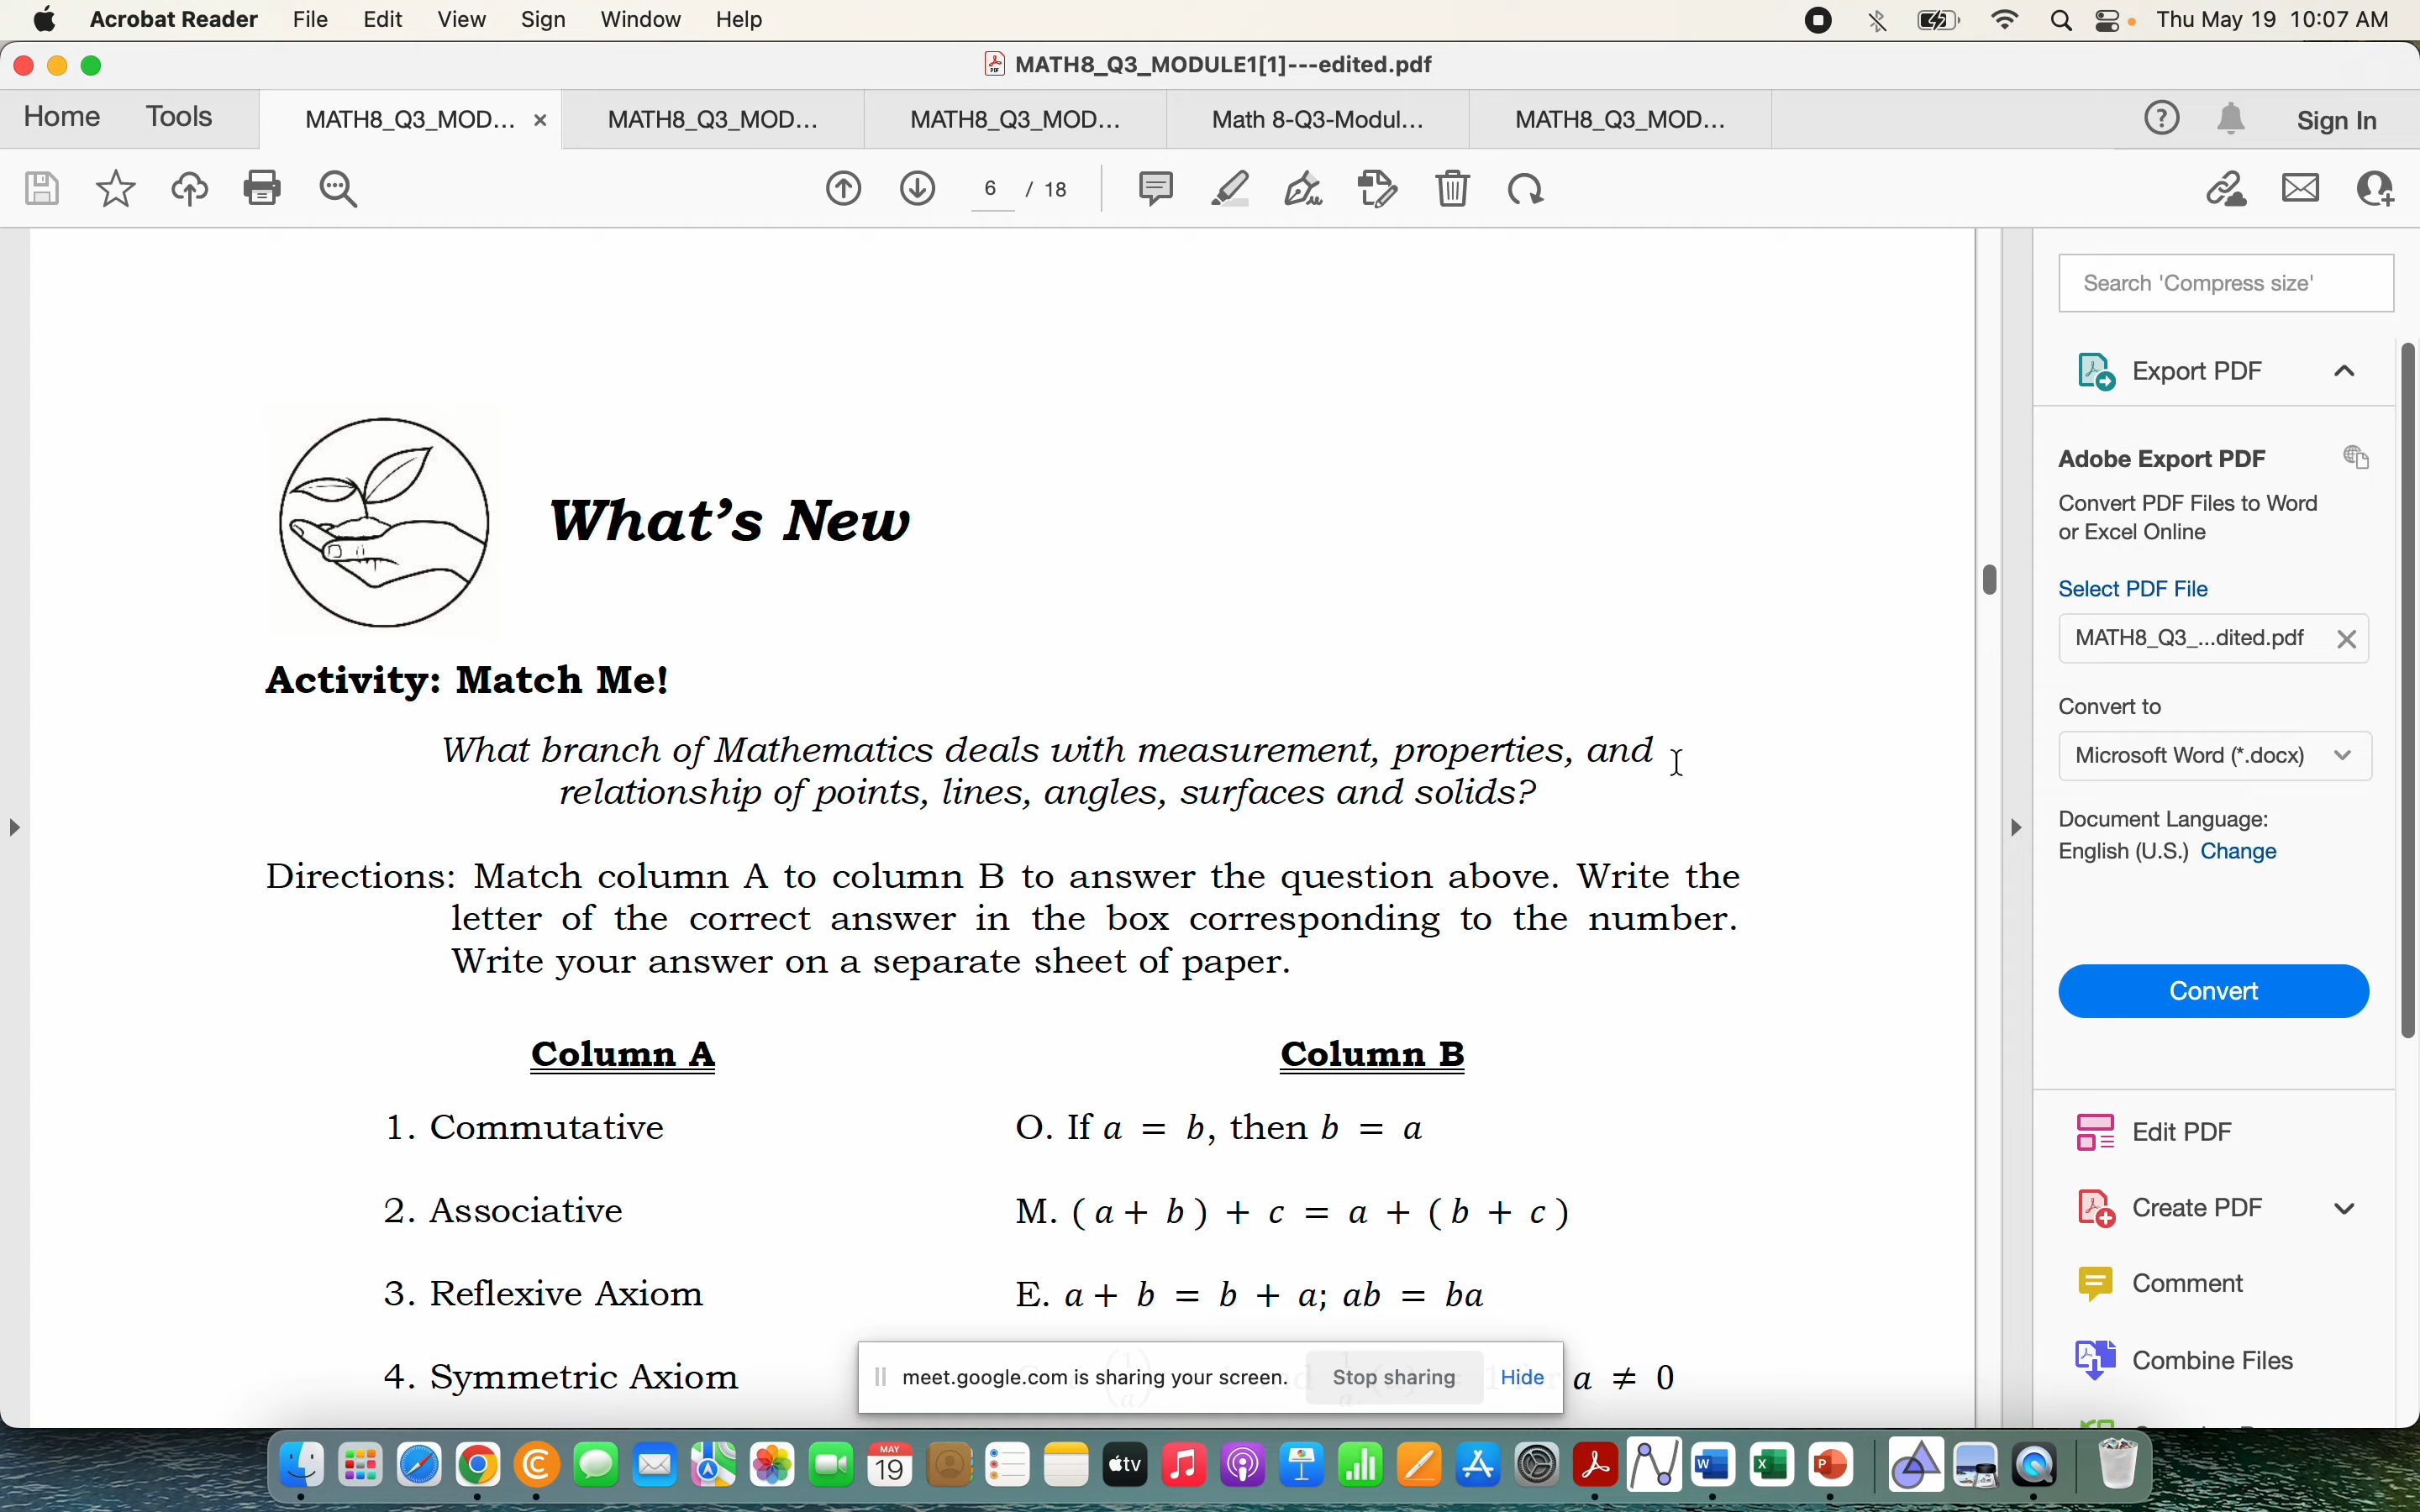 Acrobat Reader File Edit View Sign Window Help Thu May 19 10:07 AM
MATH8_Q3_MODULE1[1]---edited.pdf
Home Tools MATH8_Q3_MOD... MATH8_Q3_MOD... MATH8_Q3_MOD... Math 8-Q3-Modul... MATH8_Q3_MOD... Sign In
6 / 18
What's New
Activity: Match Me!
What branch of Mathematics deals with measurement, properties, and
relationship of points, lines, angles, surfaces and solids?
Directions: Match column A to column B to answer the question above. Write the
letter of the correct answer in the box corresponding to the number.
Write your answer on a separate sheet of paper.
Column A Column B
1. Commutative O. If a = b, then b = a
2. Associative M. (a + b) + c = a + (b + c)
3. Reflexive Axiom E. a + b = b + a; ab = ba
4. Symmetric Axiom a ≠ 0
meet.google.com is sharing your screen. Stop sharing Hide
Search 'Compress size'
Export PDF
Adobe Export PDF
Convert PDF Files to Word
or Excel Online
Select PDF File
MATH8_Q3_...dited.pdf
Convert to
Microsoft Word (*.docx)
Document Language:
English (U.S.) Change
Convert
Edit PDF
Create PDF
Comment
Combine Files
MAY
19
tv
W
X
P